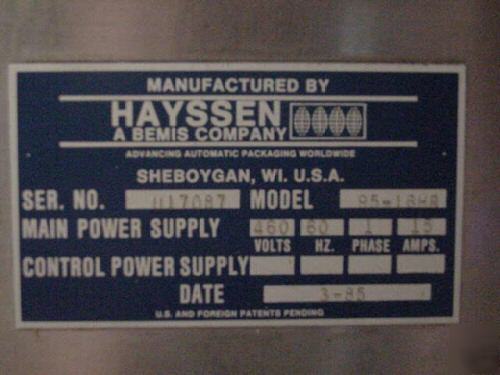 MANUFACTURED BY
HAYSSEN
A BEMIS COMPANY
ADVANCING AUTOMATIC PACKAGING WORLDWIDE
SHEBOYGAN, WI. U.S.A.
SER. NO. U17087 MODEL
MAIN POWER SUPPLY 460 60 1 15
VOLTS HZ. PHASE AMPS.
CONTROL POWER SUPPLY
DATE 3-85
U.S. AND FOREIGN PATENTS PENDING